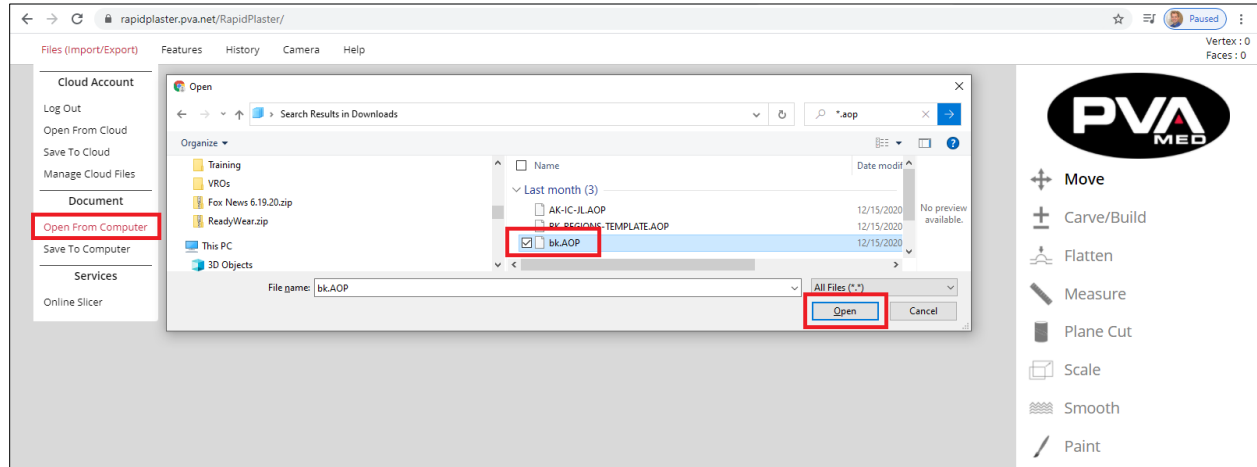 rapidplaster.pva.net/RapidPlaster/
Paused
Files (Import/Export) Features History Camera Help
Vertex : 0
Faces : 0
Cloud Account
Log Out
Open From Cloud
Save To Cloud
Manage Cloud Files
Document
Open From Computer
Save To Computer
Services
Online Slicer
Open
Search Results in Downloads
*.aop
Organize
Training
VROs
Fox News 6.19.20.zip
ReadyWear.zip
This PC
3D Objects
Name Date modif
Last month (3)
AK-IC-JL.AOP 12/15/2020
BK-REGIONS-TEMPLATE.AOP 12/15/2020
bk.AOP 12/15/2020
No preview
available.
File name: bk.AOP All Files (*.*)
Open Cancel
PVA
MED
Move
Carve/Build
Flatten
Measure
Plane Cut
Scale
Smooth
Paint